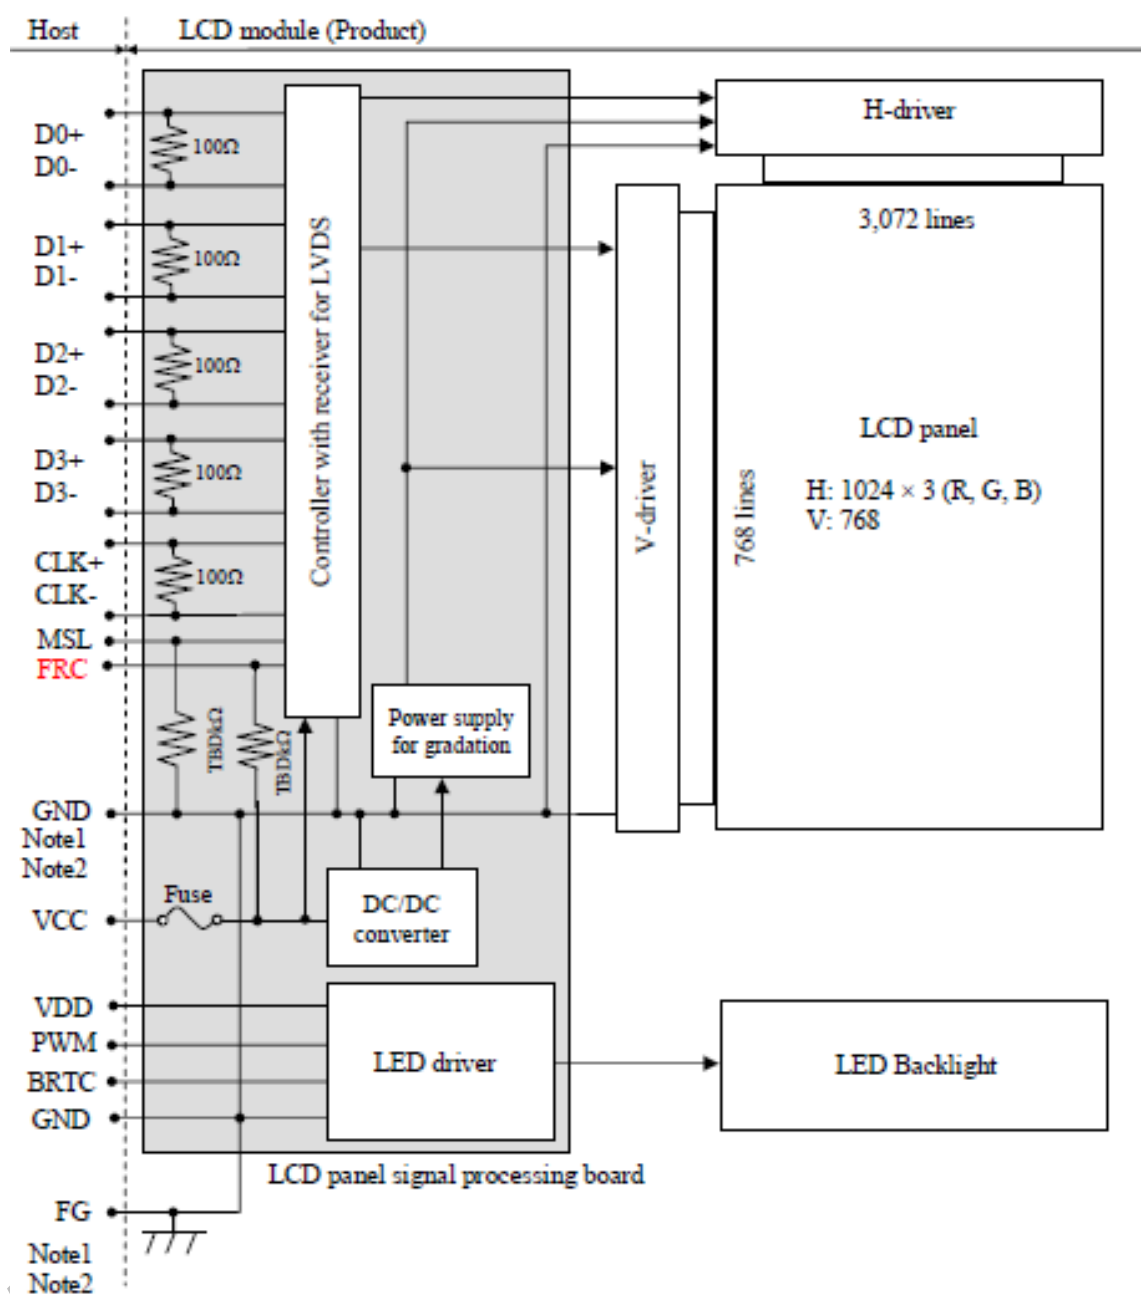 Host
LCD module (Product)
D0+
D0-
100Ω
D1+
D1-
100Ω
D2+
D2-
100Ω
D3+
D3-
100Ω
CLK+
CLK-
100Ω
MSL
FRC
TBDkΩ
TBDkΩ
GND
Note1
Note2
Fuse
VCC
VDD
PWM
BRTC
GND
FG
Note1
Note2
Controller with receiver for LVDS
Power supply
for gradation
DC/DC
converter
LED driver
LCD panel signal processing board
H-driver
V-driver
3,072 lines
768 lines
LCD panel
H: 1024 × 3 (R, G, B)
V: 768
LED Backlight